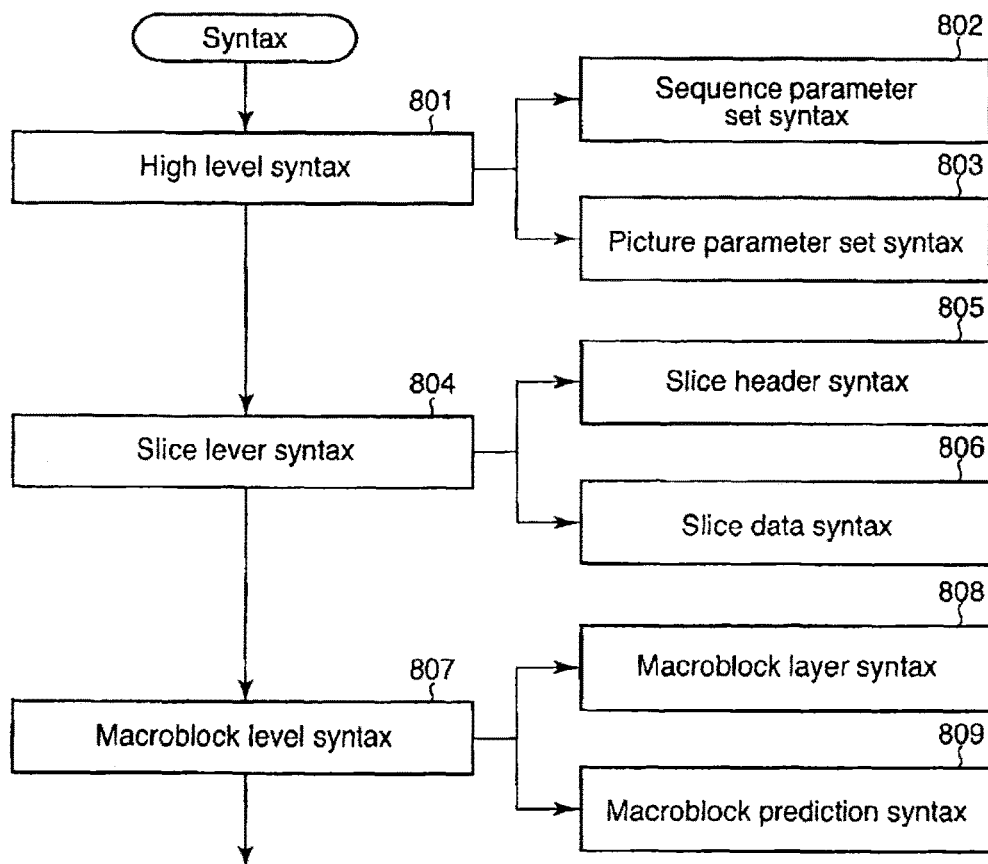 Syntax
801
High level syntax
802
Sequence parameter
set syntax
803
Picture parameter set syntax
804
Slice lever syntax
805
Slice header syntax
806
Slice data syntax
807
Macroblock level syntax
808
Macroblock layer syntax
809
Macroblock prediction syntax